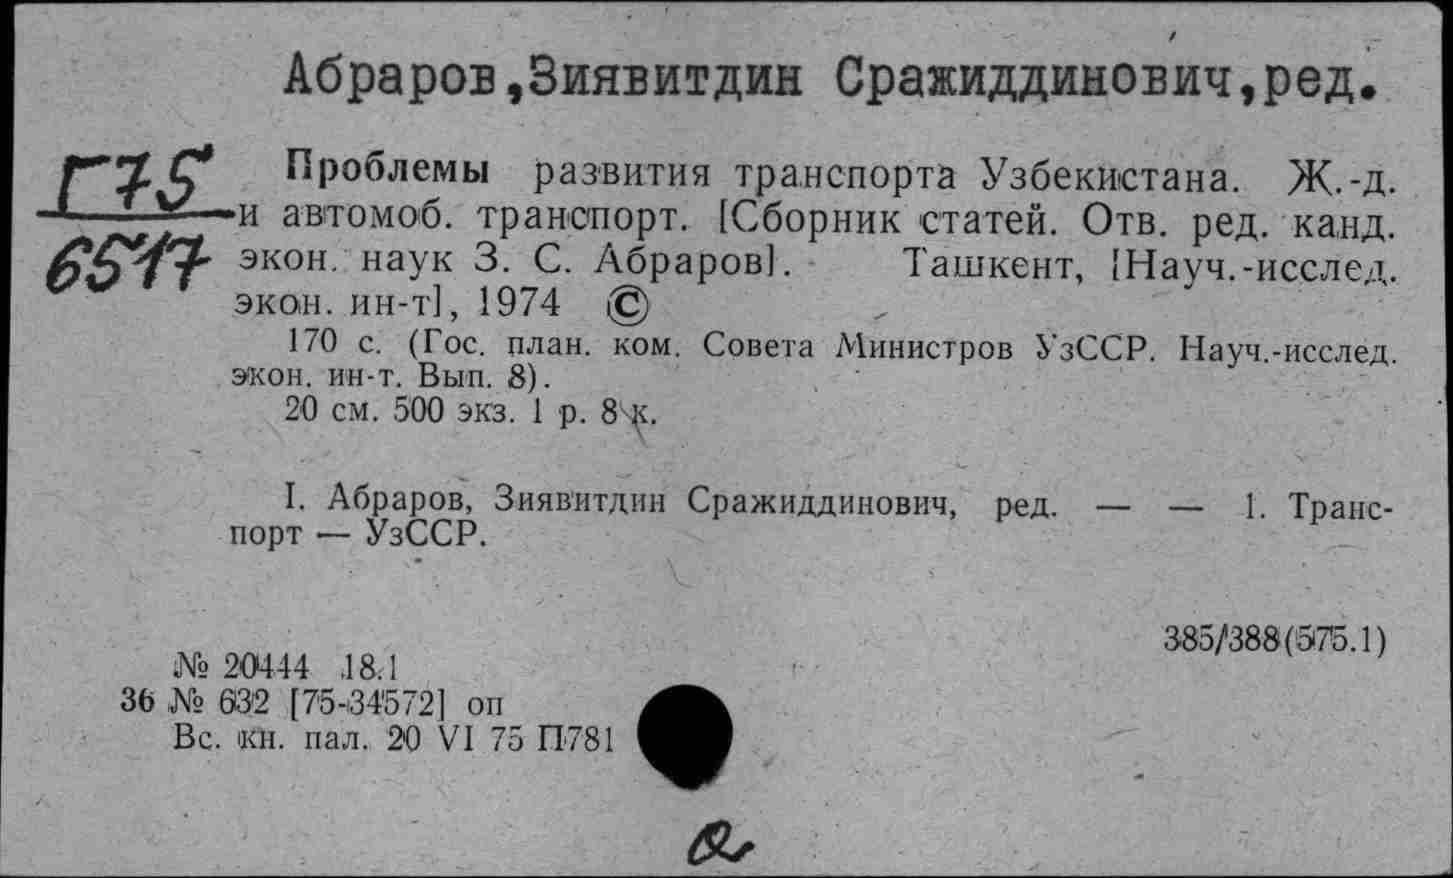 Абраров,Зиявитдин Сражиддинович,ред.
Г75
6517
Проблемы развития транспорта Узбекистана. Ж.-д.
и автомоб. транспорт. [Сборник статей. Отв. ред. канд.
экон. наук З. С. Абраров]. Ташкент, [Науч.-исслед.
экон. ин-т], 1974 ©
170 с. (Гос. план. ком. Совета Министров УзССР. Науч.-исслед.
экон. ин-т. Вып. 8).
20 см. 500 экз. 1 р. 8 к.
I. Абраров, Зиявитдин Сражиддинович, ред. — — 1. Транс-
порт — УзССР.
385/388(575.1)
№ 20444 18.1
36 № 632 [75-34572] оп
Вс. кн. пал. 20 VI 75 П781